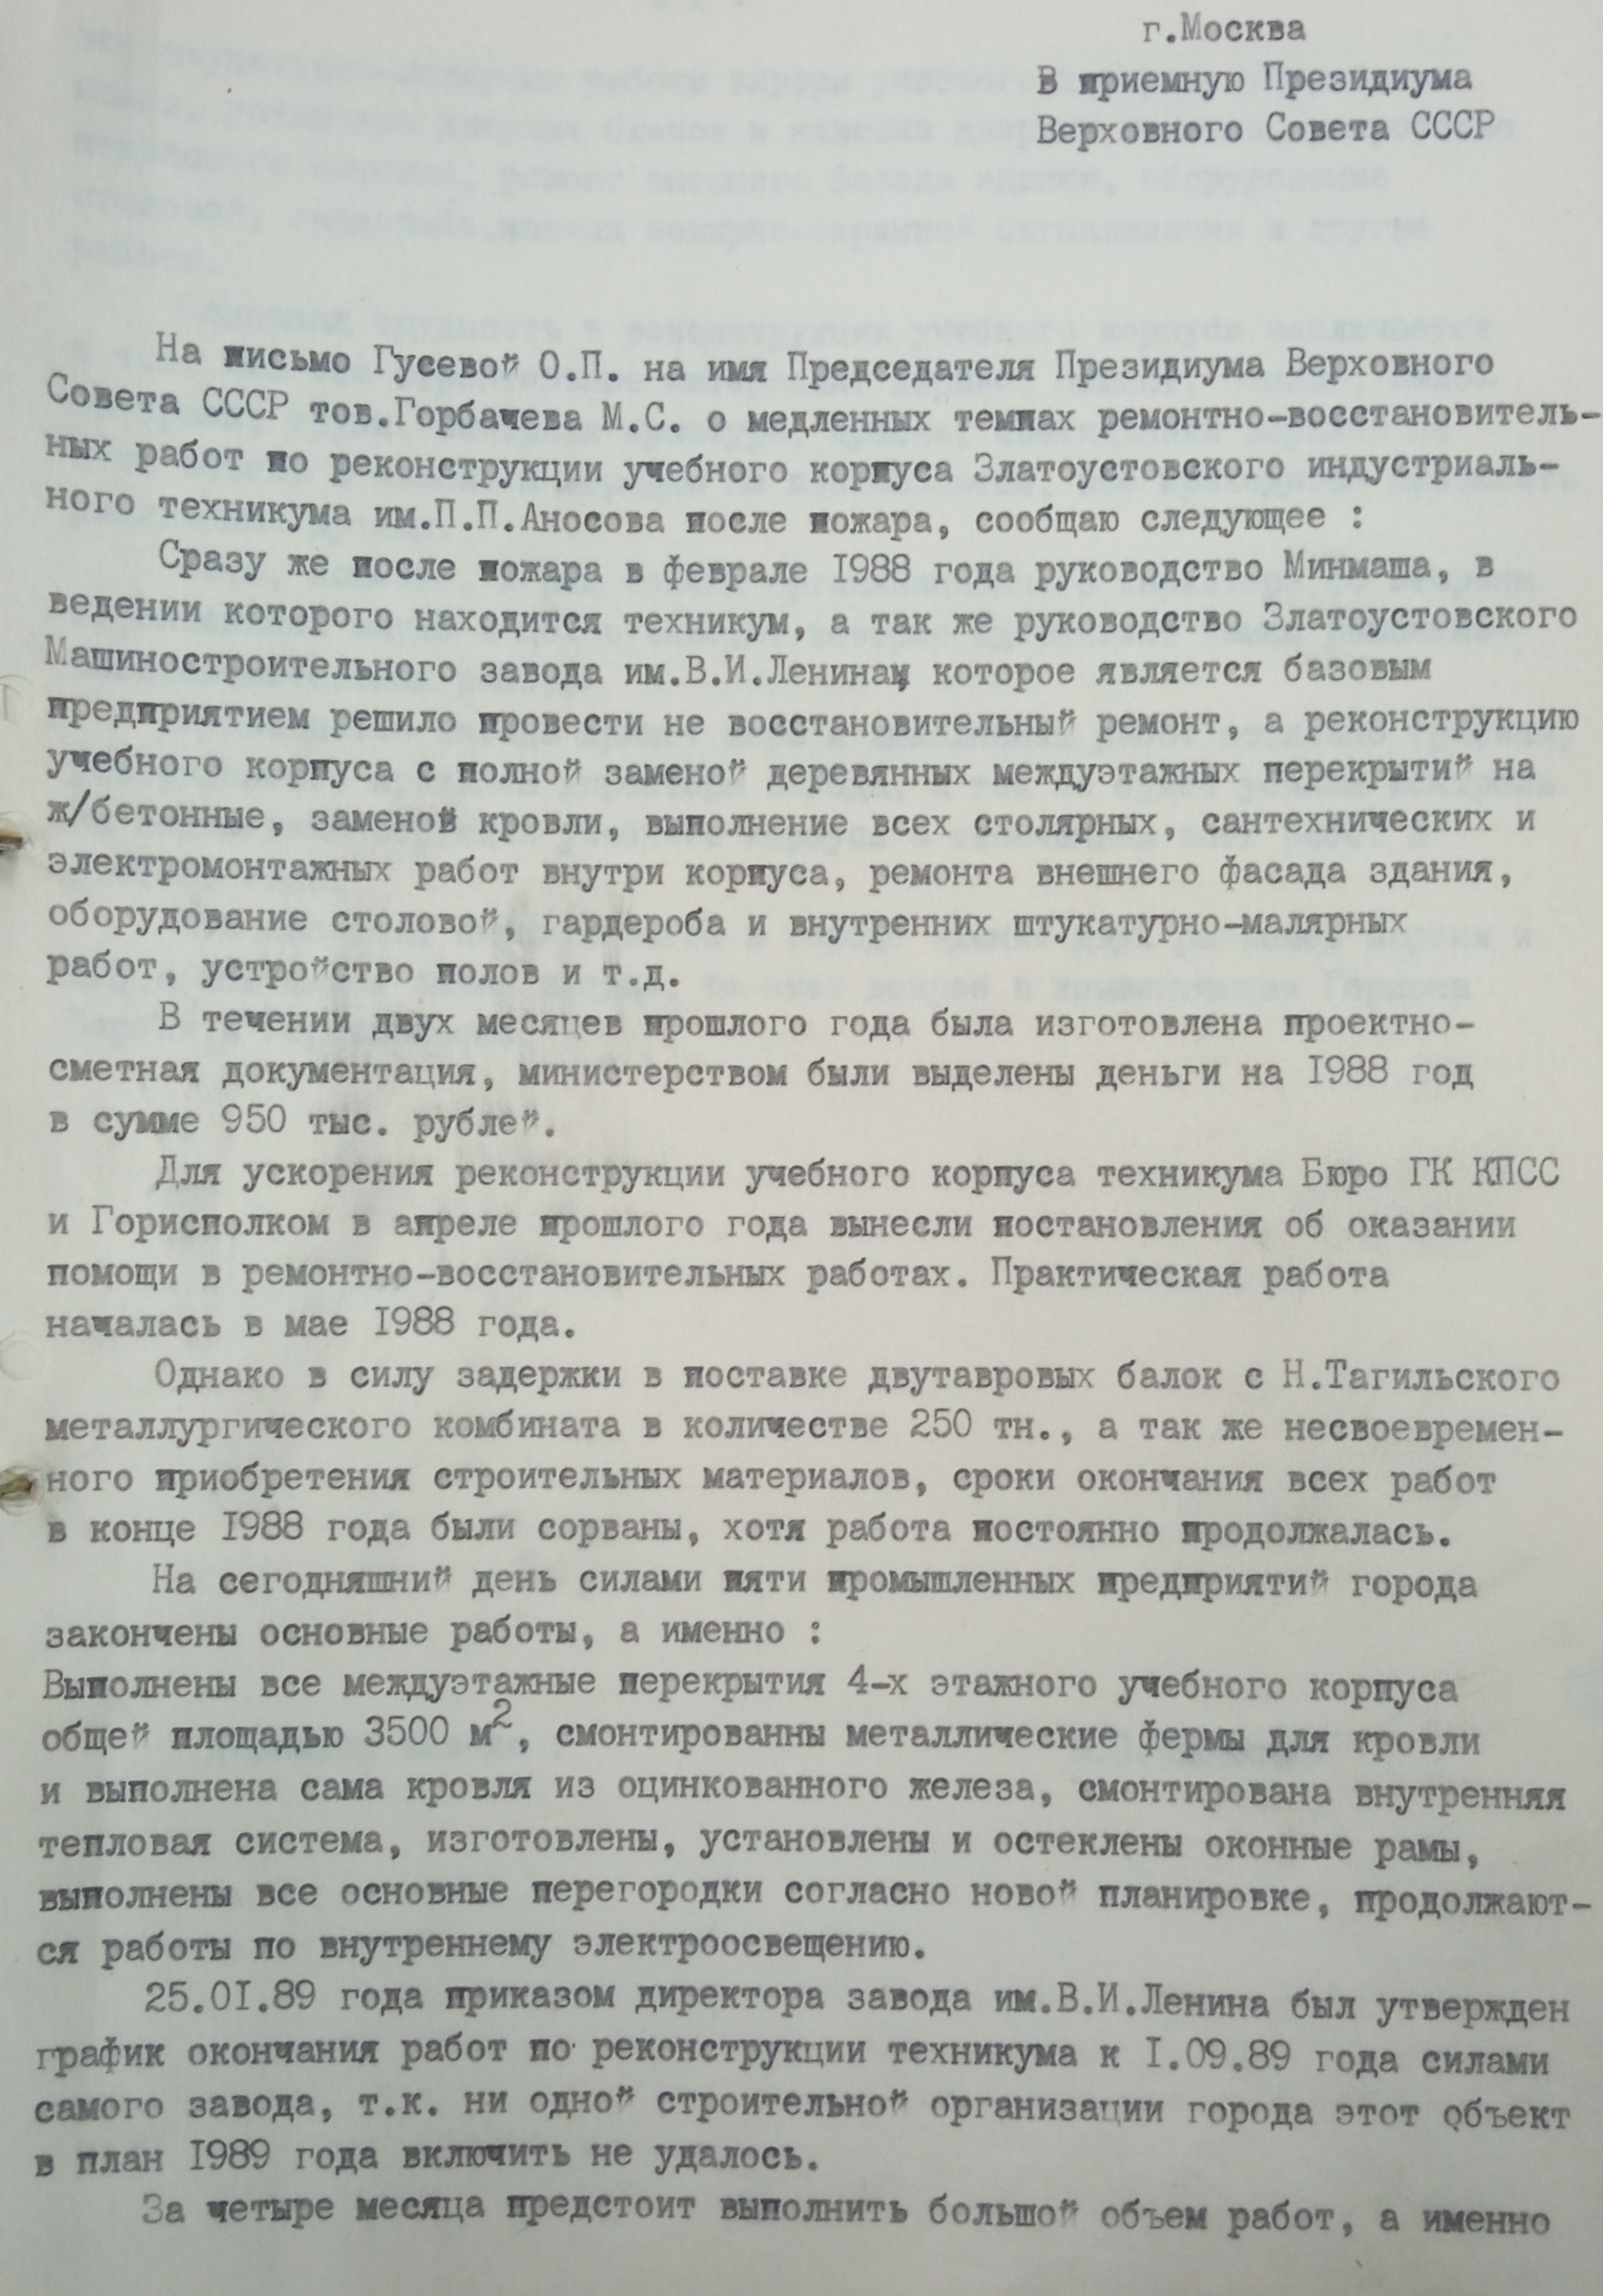 г.Москва
В приемную Президиума
Верховного Совета СССР
На письмо Гусевой О.П. на имя Председателя Президиума Верховного
Совета СССР тов.Горбачева М.С. о медленных темпах ремонтно-восстановитель-
ных работ по реконструкции учебного корпуса Златоустовского индустриаль-
ного техникума им.П.П.Аносова после пожара, сообщаю следующее :
Сразу же после пожара в феврале 1988 года руководство Минмаша, в
ведении которого находится техникум, а так же руководство Златоустовского
Машиностроительного завода им.В.И.Ленина, которое является базовым
предприятием решило провести не восстановительный ремонт, а реконструкцию
учебного корпуса с полной заменой деревянных междуэтажных перекрытий на
ж/бетонные, заменой кровли, выполнение всех столярных, сантехнических и
электромонтажных работ внутри корпуса, ремонта внешнего фасада здания,
оборудование столовой, гардероба и внутренних штукатурно-малярных
работ, устройство полов и т.д.
В течении двух месяцев прошлого года была изготовлена проектно-
сметная документация, министерством были выделены деньги на 1988 год
в сумме 950 тыс. рублей.
Для ускорения реконструкции учебного корпуса техникума Бюро ГК КПСС
и Горисполком в апреле прошлого года вынесли постановления об оказании
помощи в ремонтно-восстановительных работах. Практическая работа
началась в мае 1988 года.
Однако в силу задержки в поставке двутавровых балок с Н.Тагильского
металлургического комбината в количестве 250 тн., а так же несвоевремен-
ного приобретения строительных материалов, сроки окончания всех работ
в конце 1988 года были сорваны, хотя работа постоянно продолжалась.
На сегодняшний день силами пяти промышленных предприятий города
закончены основные работы, а именно :
Выполнены все междуэтажные перекрытия 4-х этажного учебного корпуса
общей площадью 3500 м², смонтированны металлические фермы для кровли
и выполнена сама кровля из оцинкованного железа, смонтирована внутренняя
тепловая система, изготовлены, установлены и остеклены оконные рамы,
выполнены все основные перегородки согласно новой планировке, продолжают-
ся работы по внутреннему электроосвещению.
25.01.89 года приказом директора завода им.В.И.Ленина был утвержден
график окончания работ по реконструкции техникума к 1.09.89 года силами
самого завода, т.к. ни одной строительной организации города этот объект
в план 1989 года включить не удалось.
За четыре месяца предстоит выполнить большой объем работ, а именно